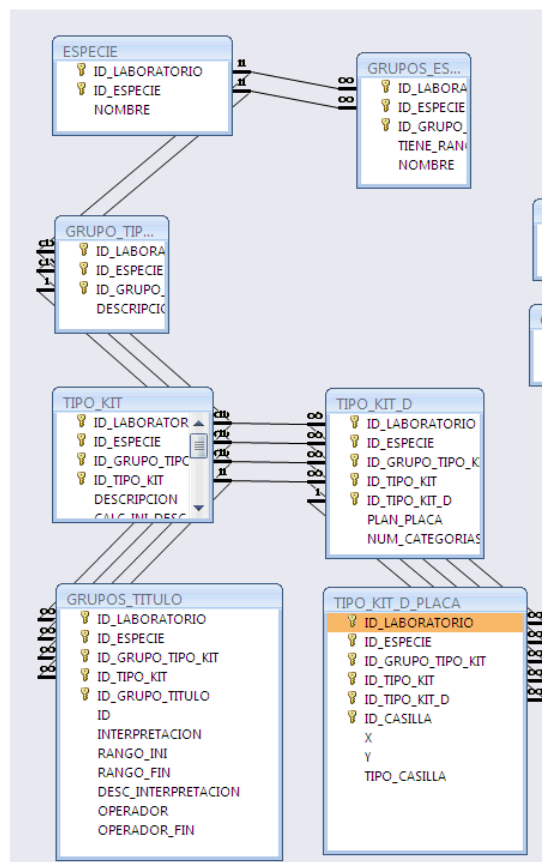 ESPECIE
ID_LABORATORIO
ID_ESPECIE
NOMBRE
GRUPOS_ES...
ID_LABORA
ID_ESPECIE
ID_GRUPO_
TIENE_RAN
NOMBRE
GRUPO_TIP...
ID_LABORA
ID_ESPECIE
ID_GRUPO_
DESCRIPCIO
TIPO_KIT
ID_LABORATOR
ID_ESPECIE
ID_GRUPO_TIPO
ID_TIPO_KIT
DESCRIPCION
CALC_INI_DESC
TIPO_KIT_D
ID_LABORATORIO
ID_ESPECIE
ID_GRUPO_TIPO_K
ID_TIPO_KIT
ID_TIPO_KIT_D
PLAN_PLACA
NUM_CATEGORIAS
GRUPOS_TITULO
ID_LABORATORIO
ID_ESPECIE
ID_GRUPO_TIPO_KIT
ID_TIPO_KIT
ID_GRUPO_TITULO
ID
INTERPRETACION
RANGO_INI
RANGO_FIN
DESC_INTERPRETACION
OPERADOR
OPERADOR_FIN
TIPO_KIT_D_PLACA
ID_LABORATORIO
ID_ESPECIE
ID_GRUPO_TIPO_KIT
ID_TIPO_KIT
ID_TIPO_KIT_D
ID_CASILLA
X
Y
TIPO_CASILLA